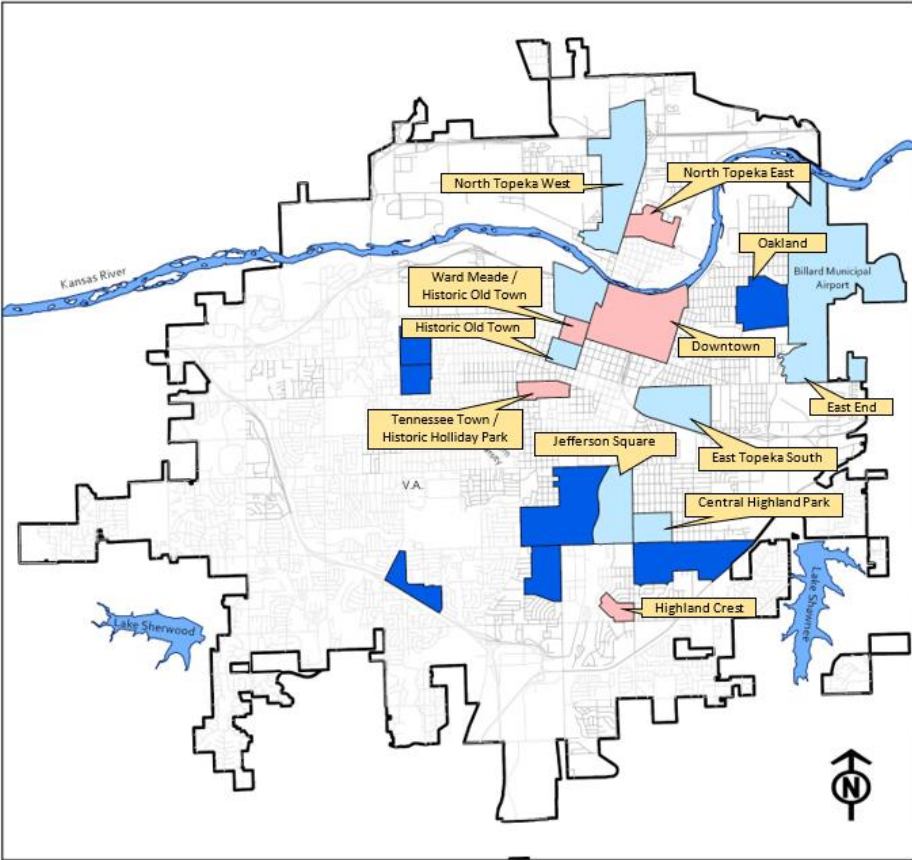 North Topeka West
North Topeka East
Oakland
Kansas River
Billard Municipal
Airport
Ward Meade /
Historic Old Town
Historic Old Town
Downtown
East End
Tennessee Town /
Historic Holliday Park
Jefferson Square
East Topeka South
V.A.
Central Highland Park
Highland Crest
Lake Shawnee
Lake Sherwood
N